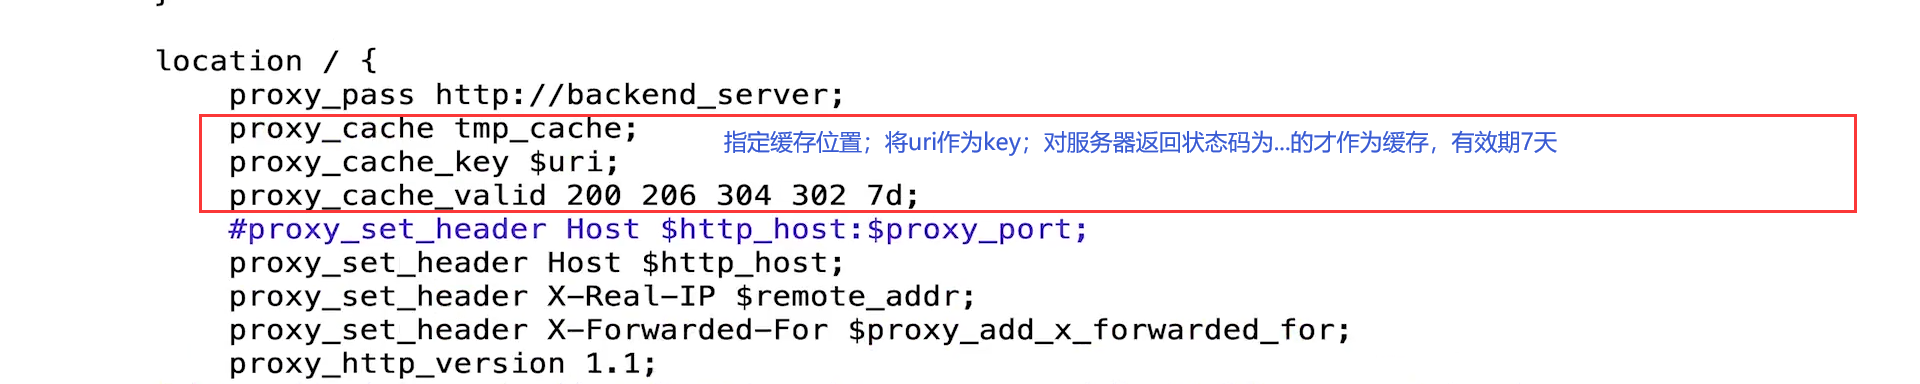 }
location / {
proxy_pass http://backend_server;
proxy_cache tmp_cache;
指定缓存位置；将uri作为key；对服务器返回状态码为...的才作为缓存，有效期7天
proxy_cache_key $uri;
proxy_cache_valid 200 206 304 302 7d;
#proxy_set_header Host $http_host:$proxy_port;
proxy_set_header Host $http_host;
proxy_set_header X-Real-IP $remote_addr;
proxy_set_header X-Forwarded-For $proxy_add_x_forwarded_for;
proxy_http_version 1.1;